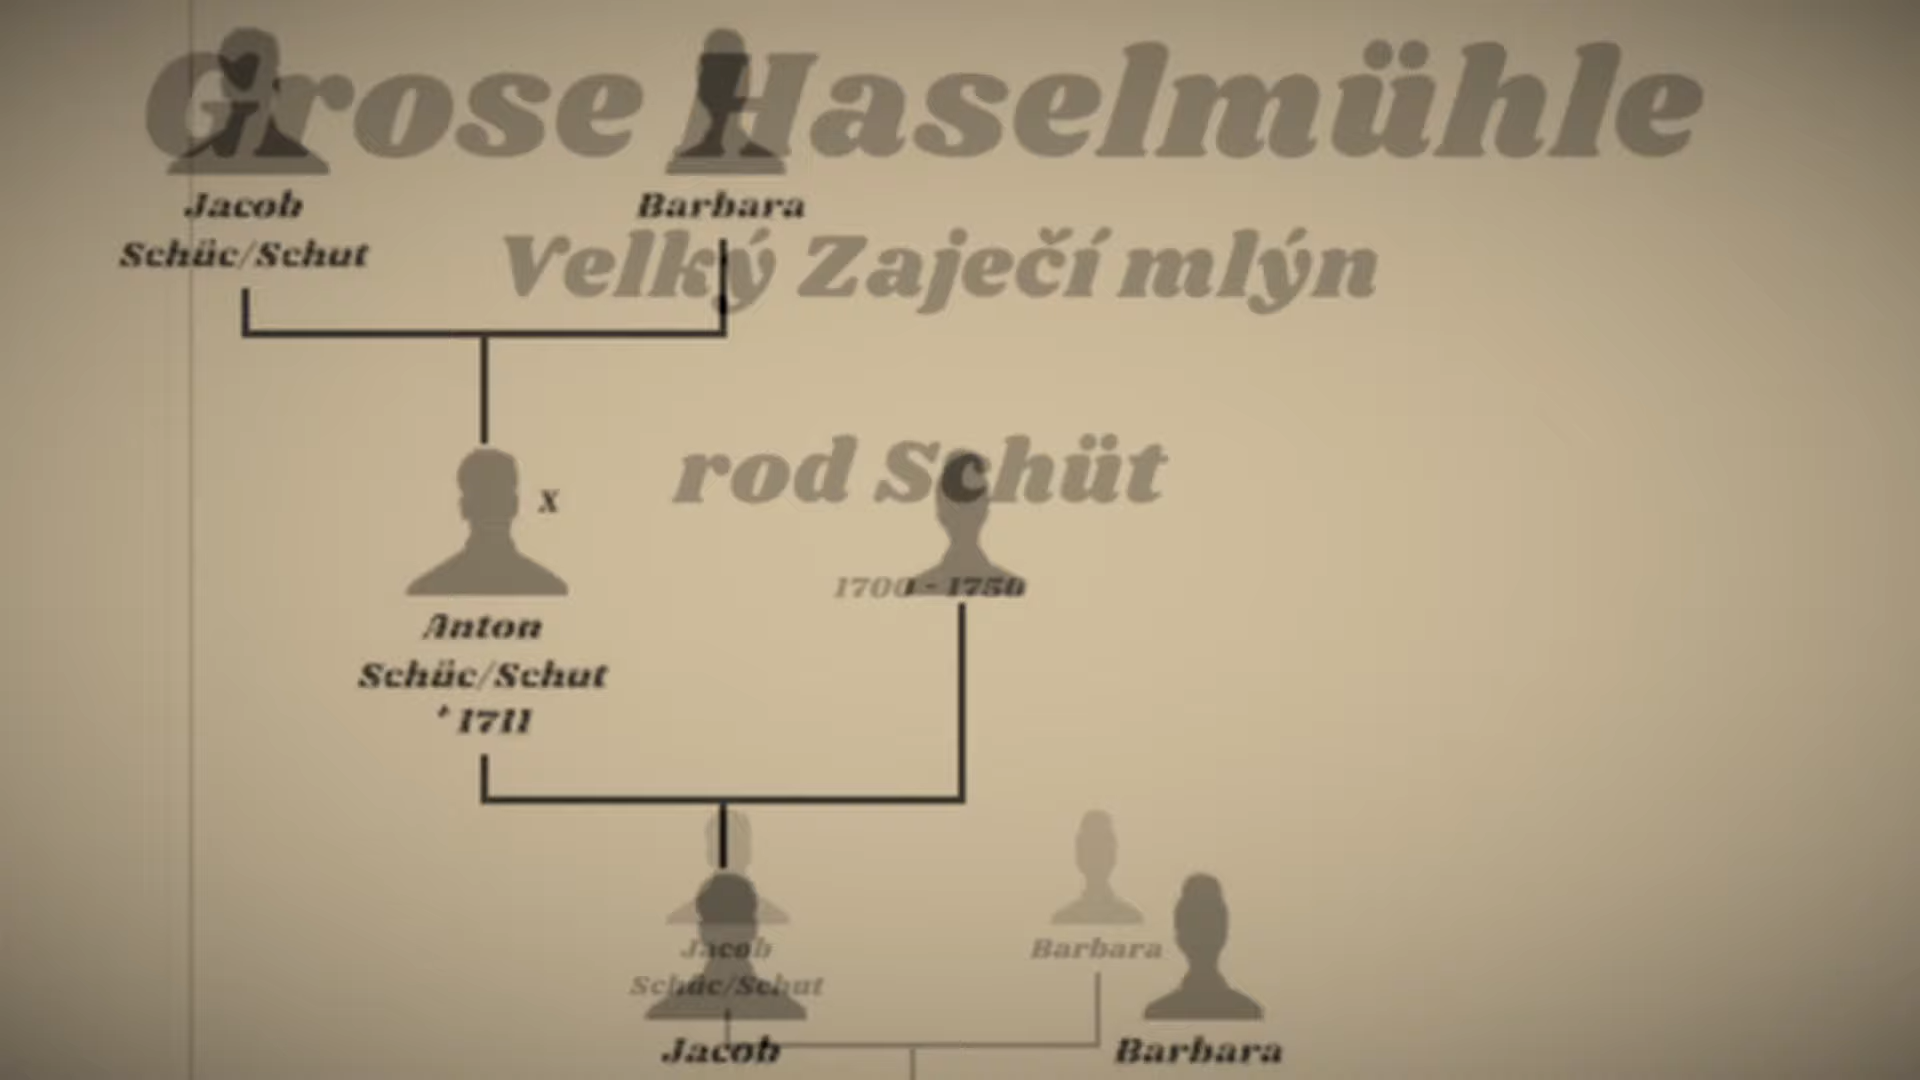 Grose Haselmühle
Jacob
Schüc/Schut
Barbara
Velký Zaječí mlýn
rod Schüt
x
1700 - 1750
Anton
Schüc/Schut
* 1711
Jacob
Schüc/Schut
Barbara
Jacob
Barbara